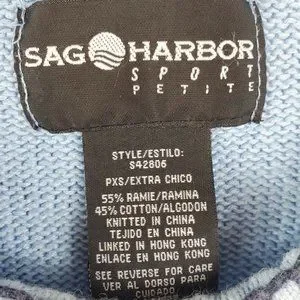 SAG HARBOR
SPORT
PETITE
STYLE/ESTILO:
S42806
PXS/EXTRA CHICO
55% RAMIE/RAMINA
45% COTTON/ALGODON
KNITTED IN CHINA
TEJIDO EN CHINA
LINKED IN HONG KONG
ENLACE EN HONG KONG
SEE REVERSE FOR CARE
VER AL DORSO PARA
CUIDADO